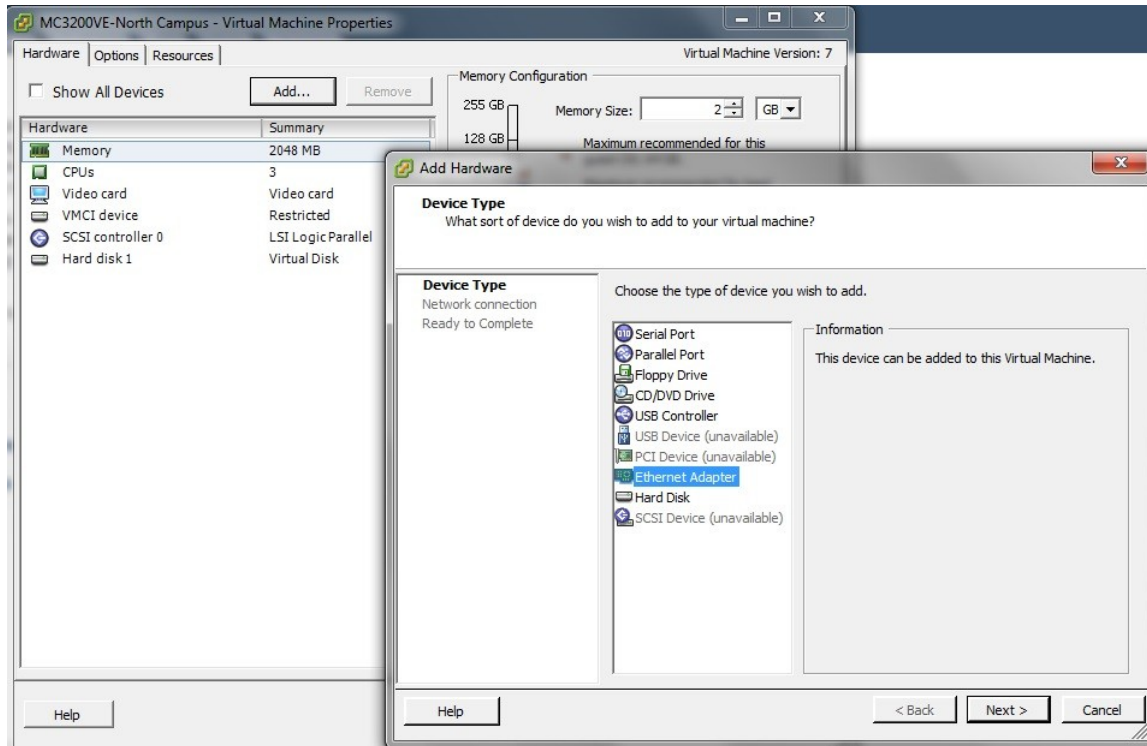 MC3200VE-North Campus - Virtual Machine Properties
Hardware Options Resources
Virtual Machine Version: 7
Show All Devices
Add...
Remove
Hardware Summary
Memory 2048 MB
CPUs 3
Video card Video card
VMCI device Restricted
SCSI controller 0 LSI Logic Parallel
Hard disk 1 Virtual Disk
Memory Configuration
255 GB
128 GB
Memory Size: 2 GB
Maximum recommended for this
Help
Add Hardware
Device Type
What sort of device do you wish to add to your virtual machine?
Device Type
Network connection
Ready to Complete
Choose the type of device you wish to add.
Serial Port
Parallel Port
Floppy Drive
CD/DVD Drive
USB Controller
USB Device (unavailable)
PCI Device (unavailable)
Ethernet Adapter
Hard Disk
SCSI Device (unavailable)
Information
This device can be added to this Virtual Machine.
Help
< Back
Next >
Cancel